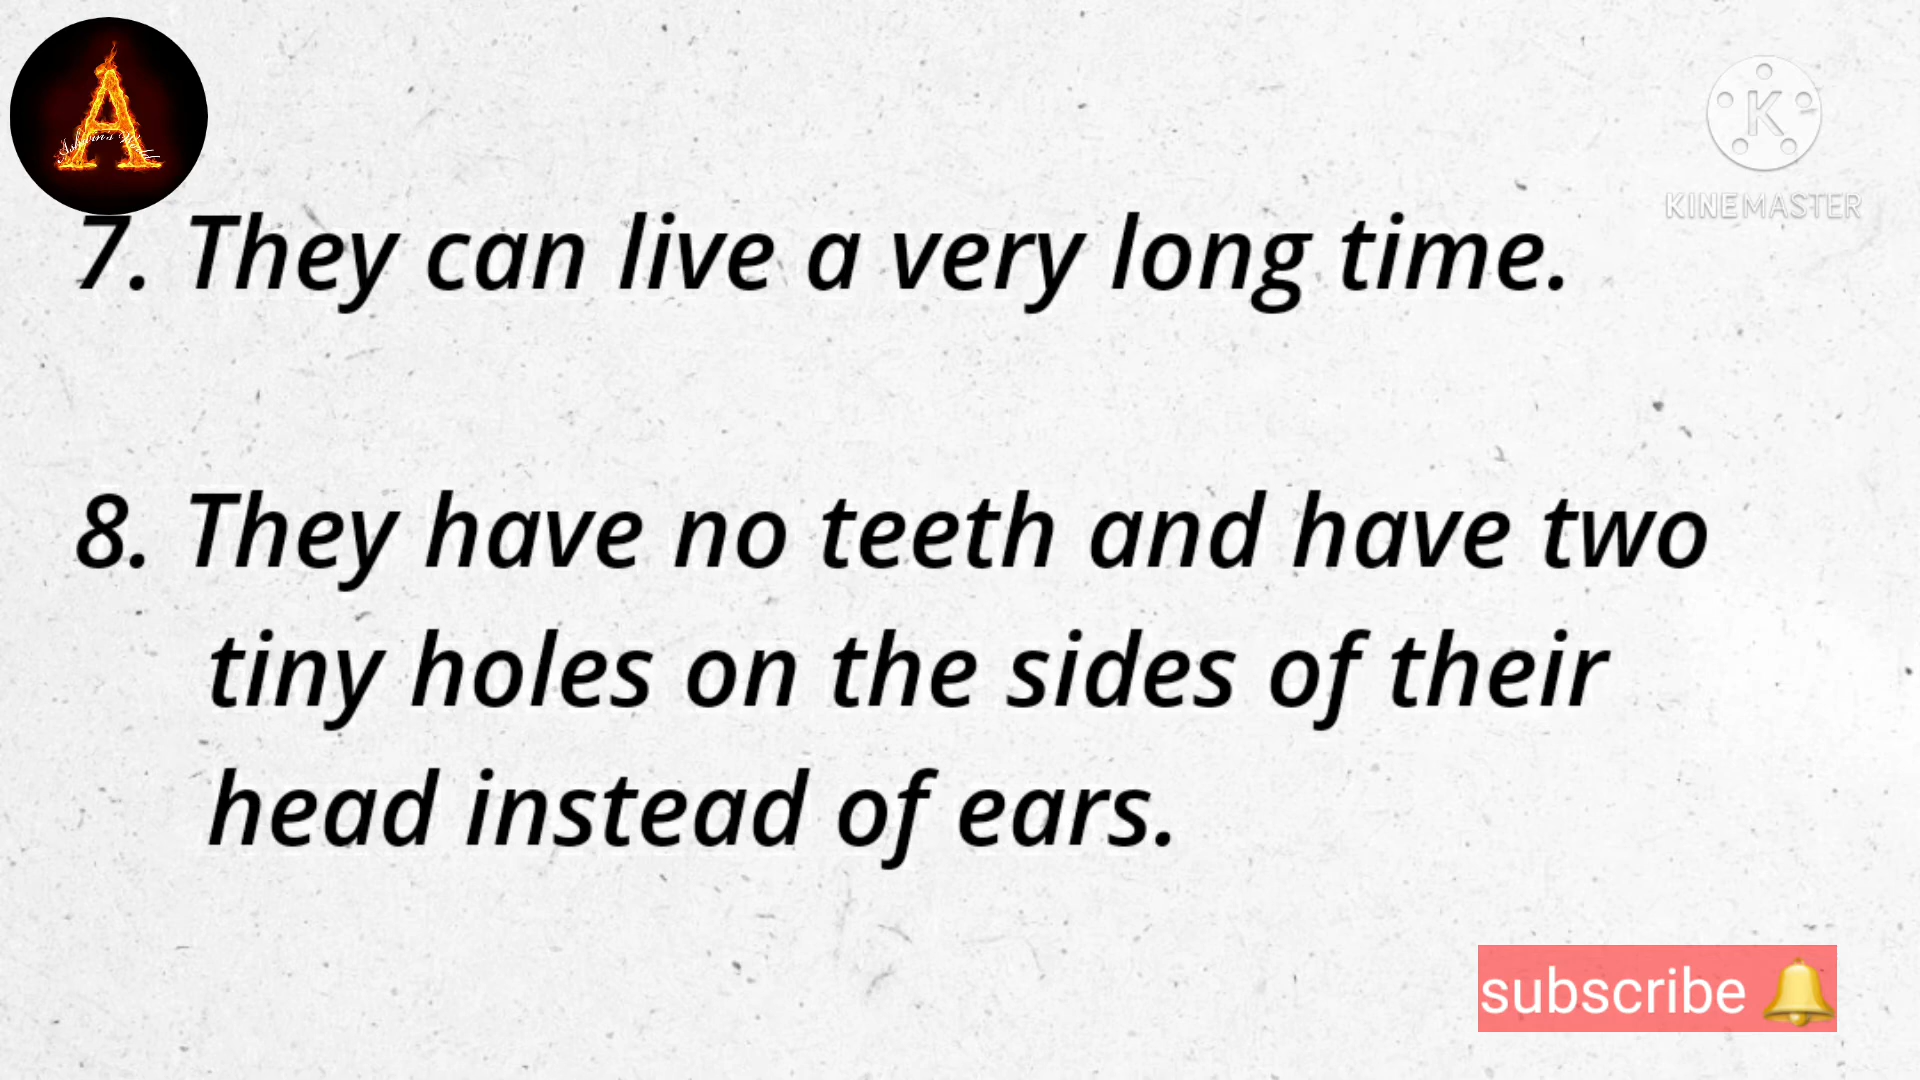 A
K
KINEMASTER
7. They can live a very long time.
8. They have no teeth and have two
tiny holes on the sides of their
head instead of ears.
subscribe 🔔